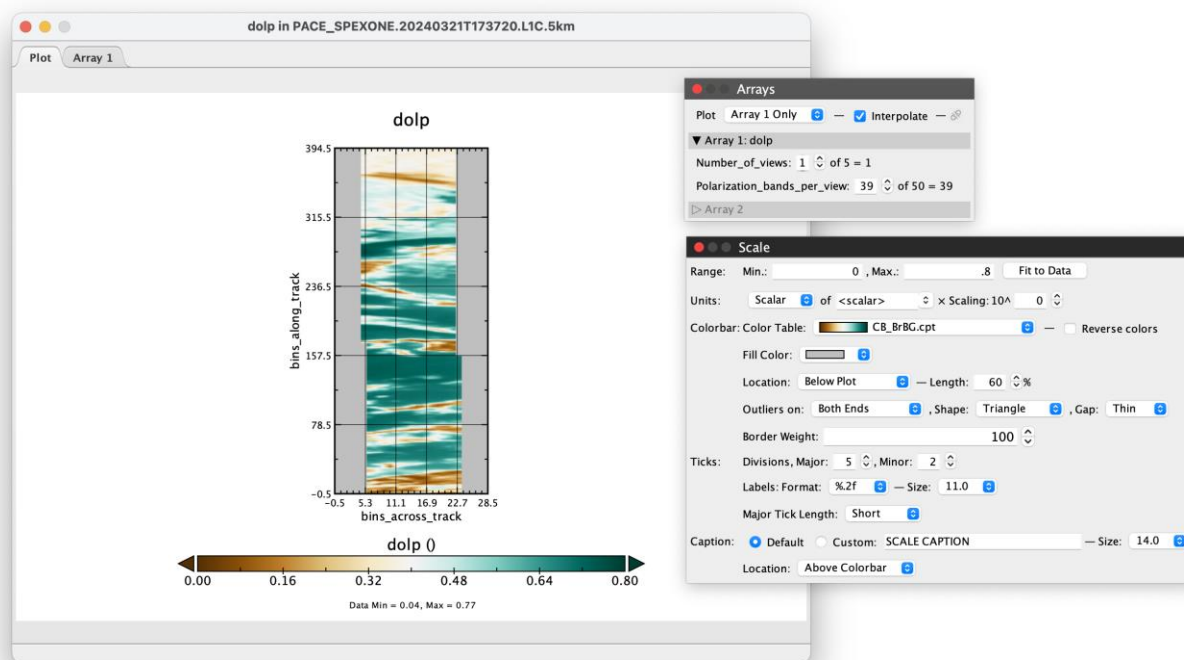 dolp in PACE_SPEXONE.20240321T173720.L1C.5km
Plot Array 1
dolp
394.5
315.5
236.5
157.5
78.5
-0.5
bins_along_track
-0.5 5.3 11.1 16.9 22.7 28.5
bins_across_track
dolp ()
0.00 0.16 0.32 0.48 0.64 0.80
Data Min = 0.04, Max = 0.77
Arrays
Plot Array 1 Only — Interpolate —
▼ Array 1: dolp
Number_of_views: 1 of 5 = 1
Polarization_bands_per_view: 39 of 50 = 39
▷ Array 2
Scale
Range: Min.: 0 , Max.: .8 Fit to Data
Units: Scalar of <scalar> × Scaling: 10^ 0
Colorbar: Color Table: CB_BrBG.cpt — Reverse colors
Fill Color:
Location: Below Plot — Length: 60 %
Outliers on: Both Ends , Shape: Triangle , Gap: Thin
Border Weight: 100
Ticks: Divisions, Major: 5 , Minor: 2
Labels: Format: %.2f — Size: 11.0
Major Tick Length: Short
Caption: Default Custom: SCALE CAPTION — Size: 14.0
Location: Above Colorbar